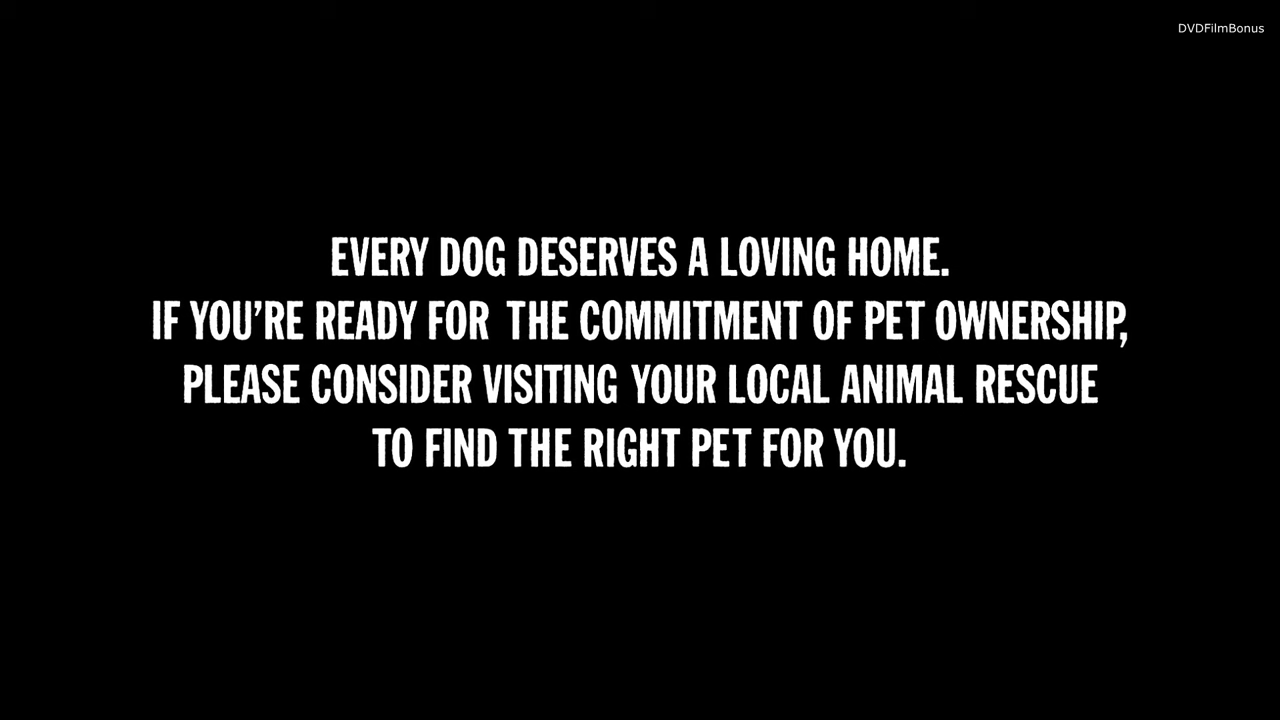 DVDFilmBonus
EVERY DOG DESERVES A LOVING HOME.
IF YOU'RE READY FOR THE COMMITMENT OF PET OWNERSHIP,
PLEASE CONSIDER VISITING YOUR LOCAL ANIMAL RESCUE
TO FIND THE RIGHT PET FOR YOU.